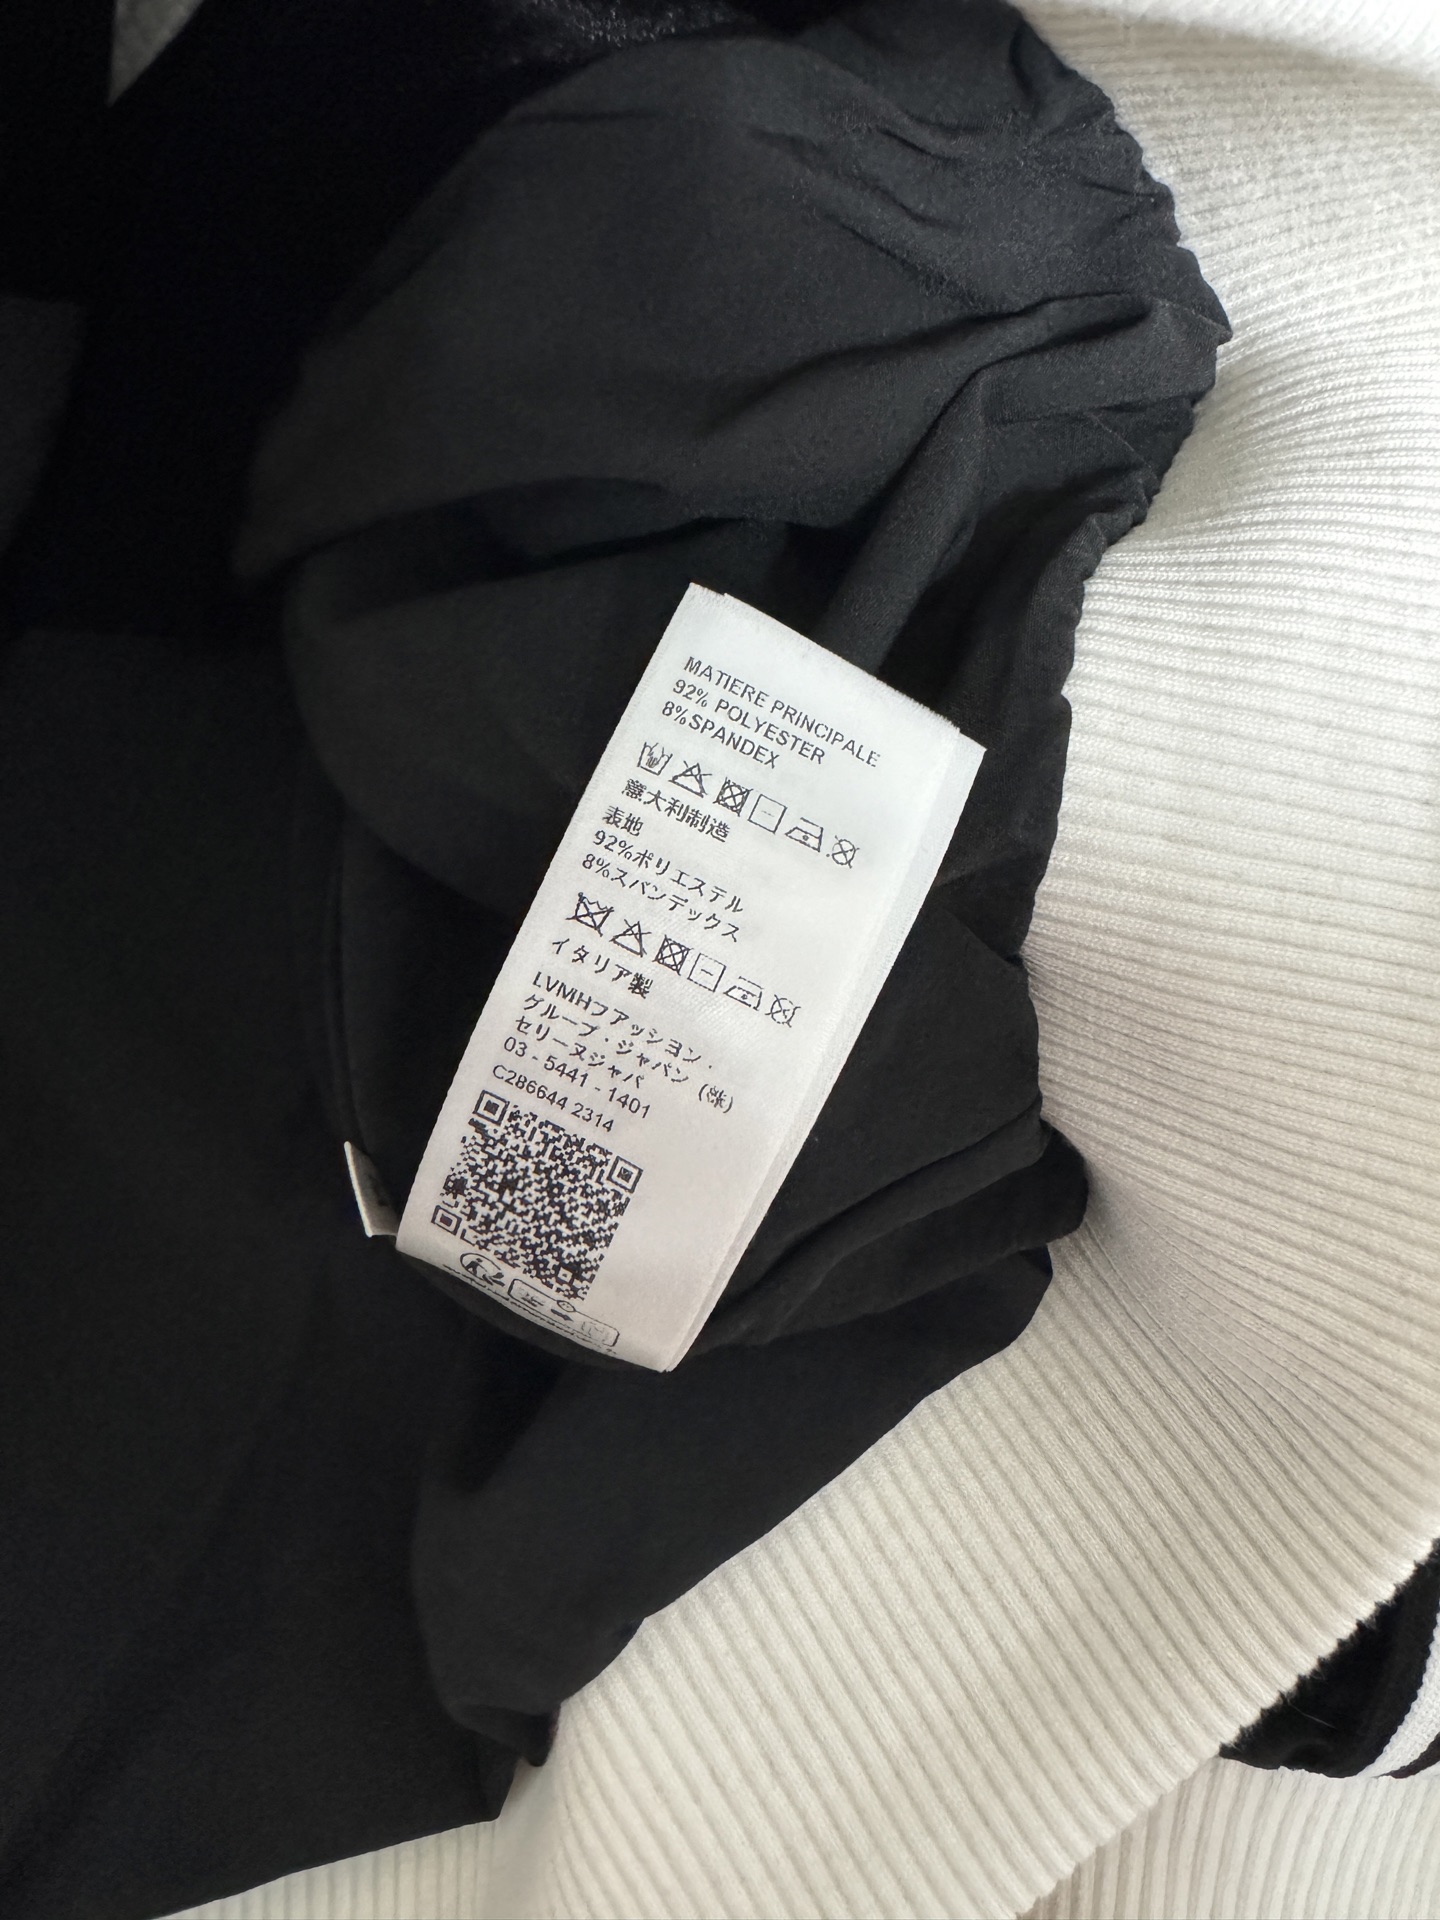 MATIERE PRINCIPALE
92% POLYESTER
8%SPANDEX
意大利制造
表地
92%ポリエステル
8%スパンデックス
イタリア製
LVMHファッション・
グループ・ジャパン (株)
セリーヌジャパ
03 - 5441 - 1401
C286644 2314